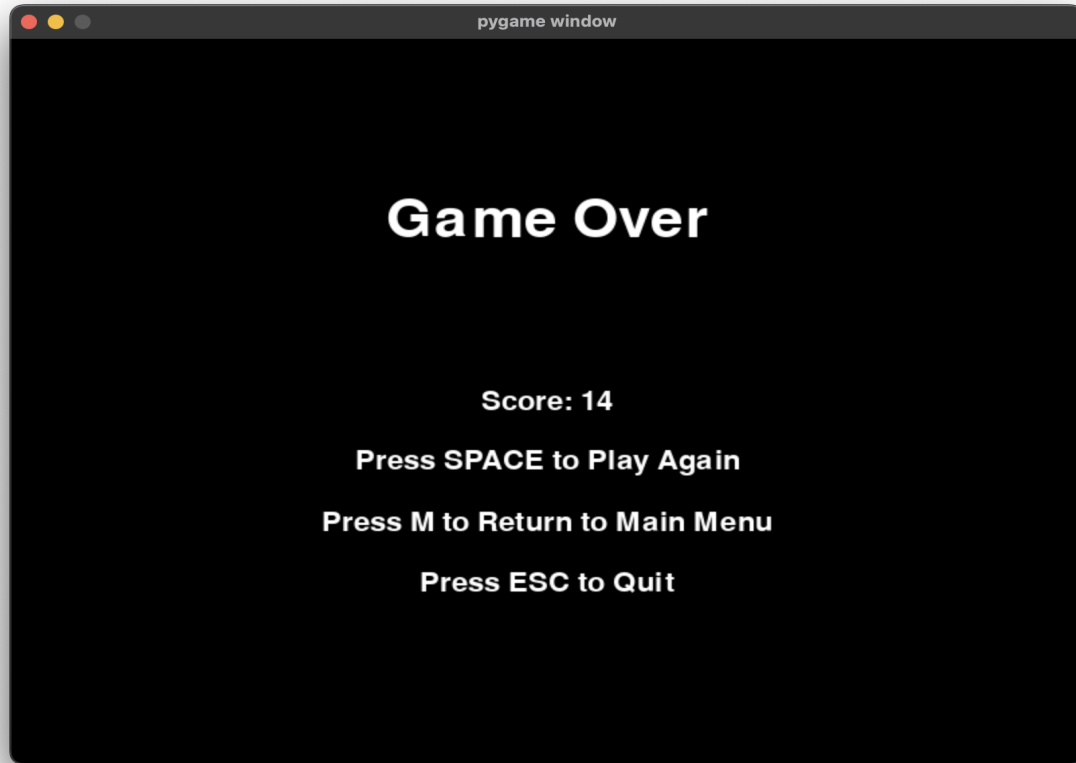 pygame window
Game Over
Score: 14
Press SPACE to Play Again
Press M to Return to Main Menu
Press ESC to Quit